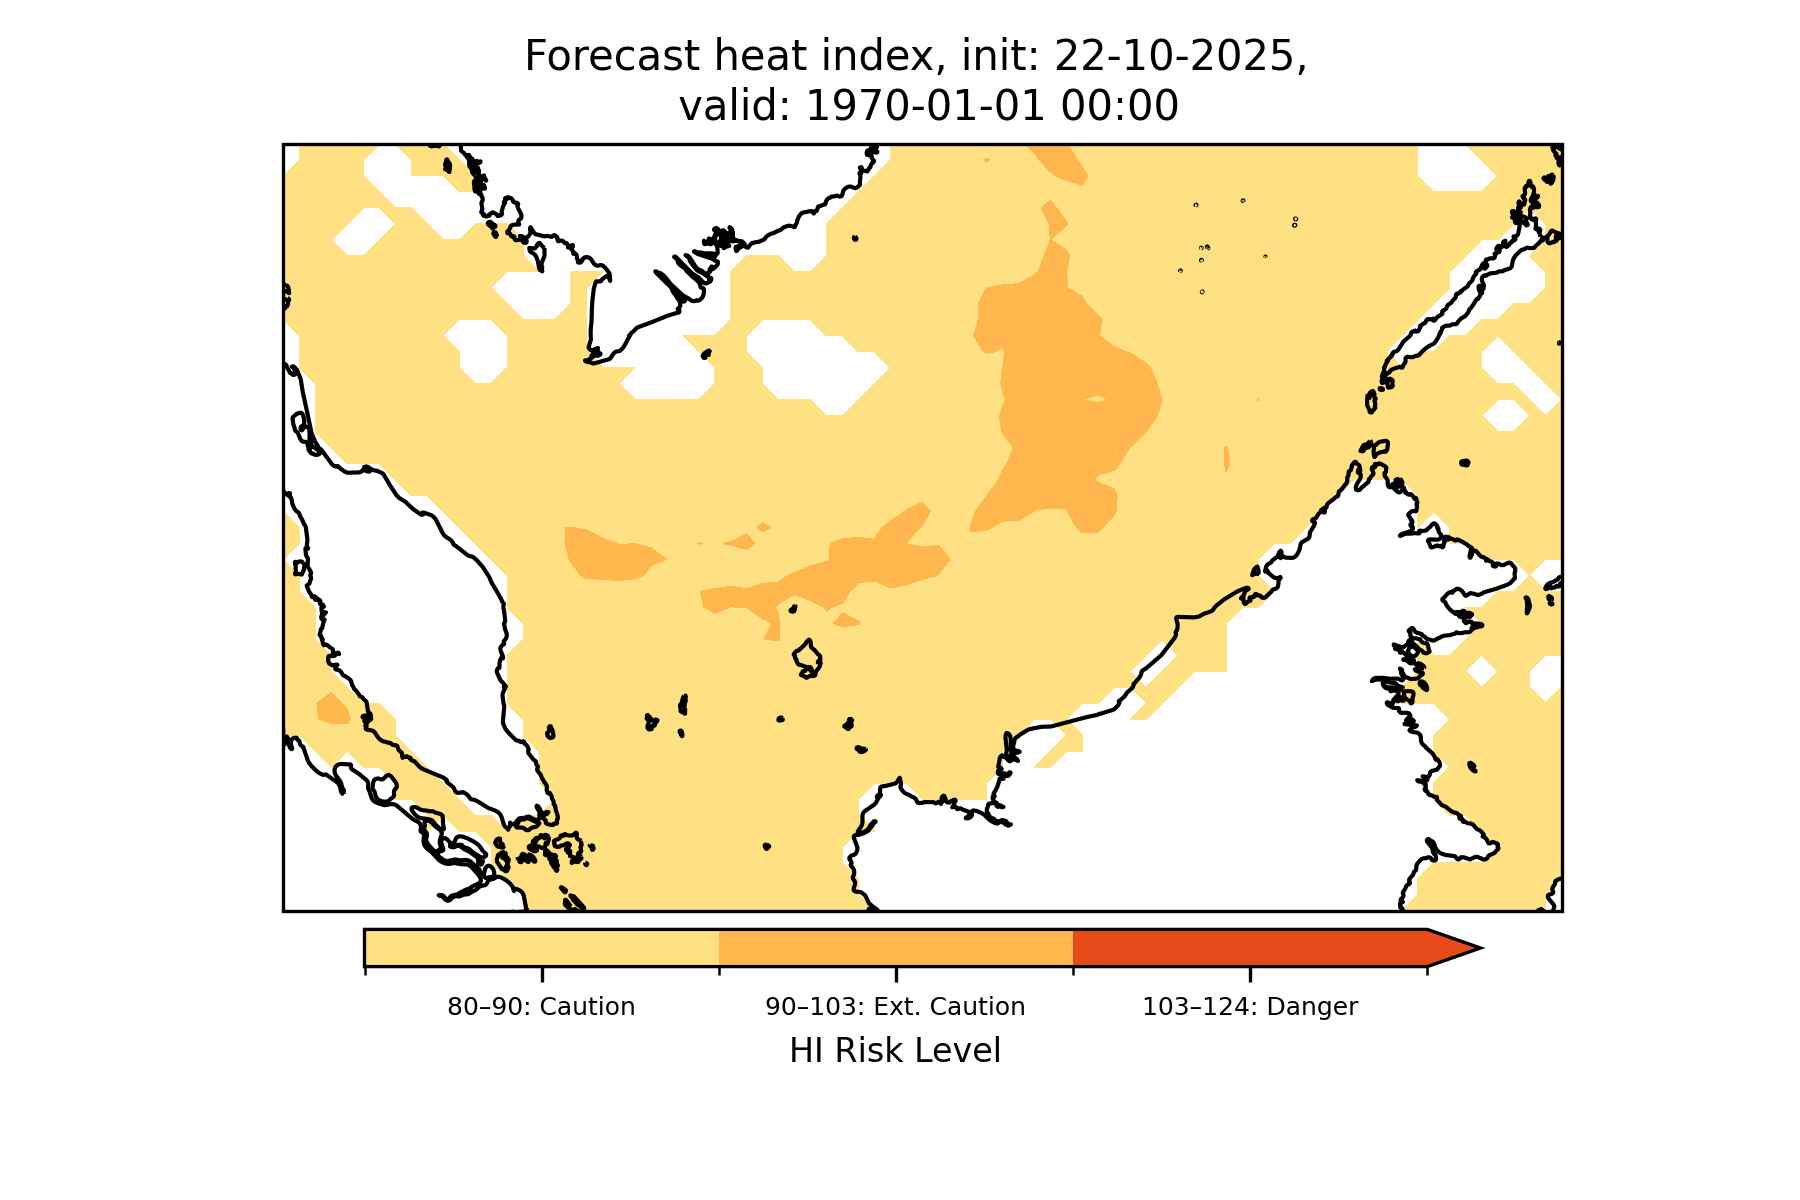 Forecast heat index, init: 22-10-2025,
valid: 1970-01-01 00:00
80–90: Caution
90–103: Ext. Caution
103–124: Danger
HI Risk Level